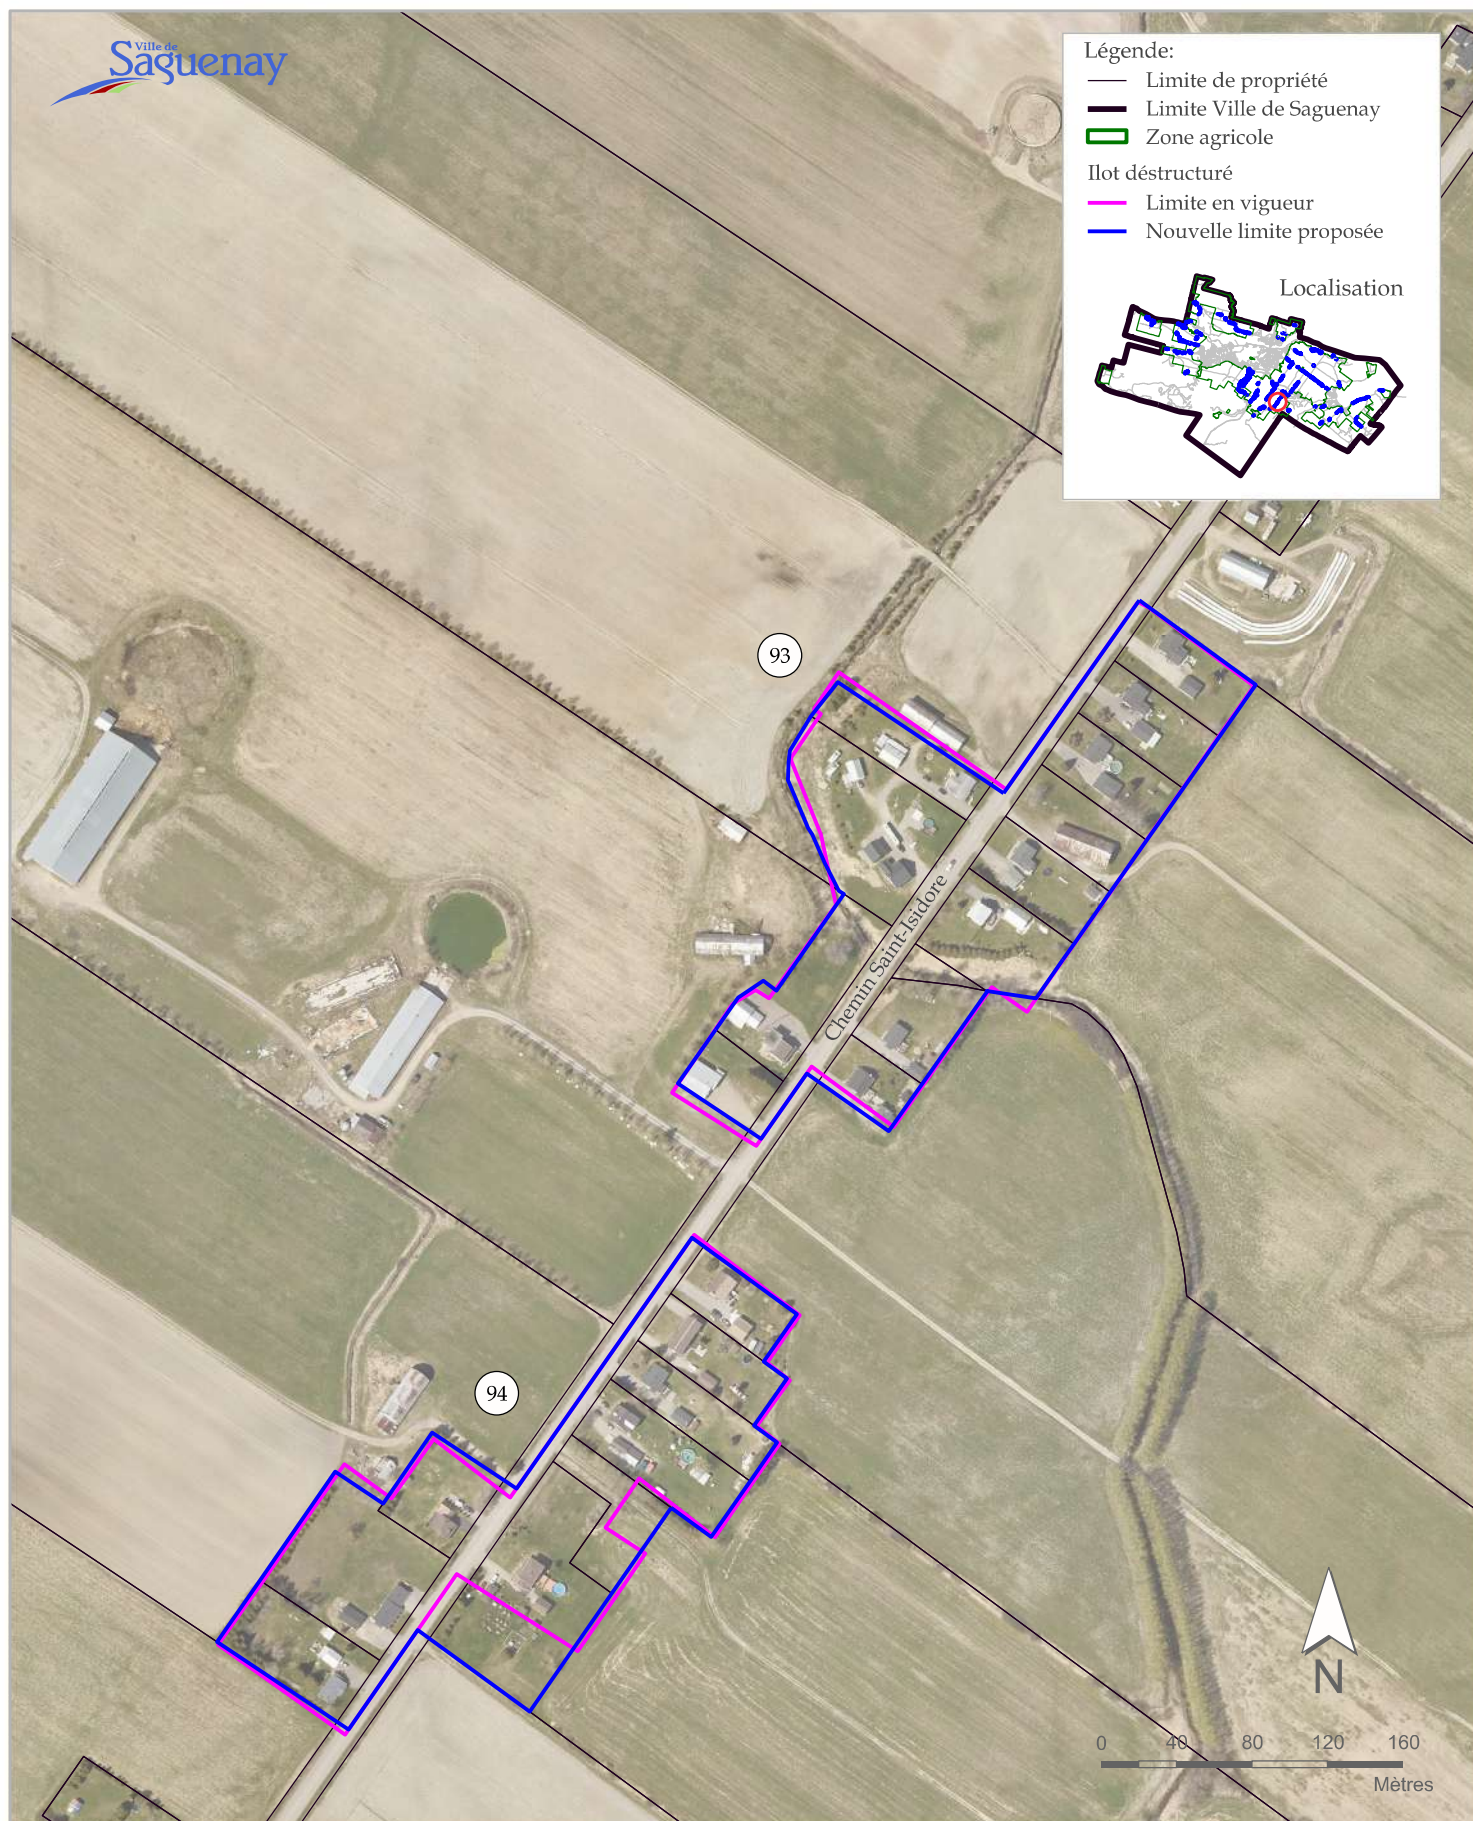 Ville de
Saguenay
Légende:
Limite de propriété
Limite Ville de Saguenay
Zone agricole
Ilot déstructuré
Limite en vigueur
Nouvelle limite proposée
Localisation
93
Chemin Saint-Isidore
94
N
0 40 80 120 160
Mètres